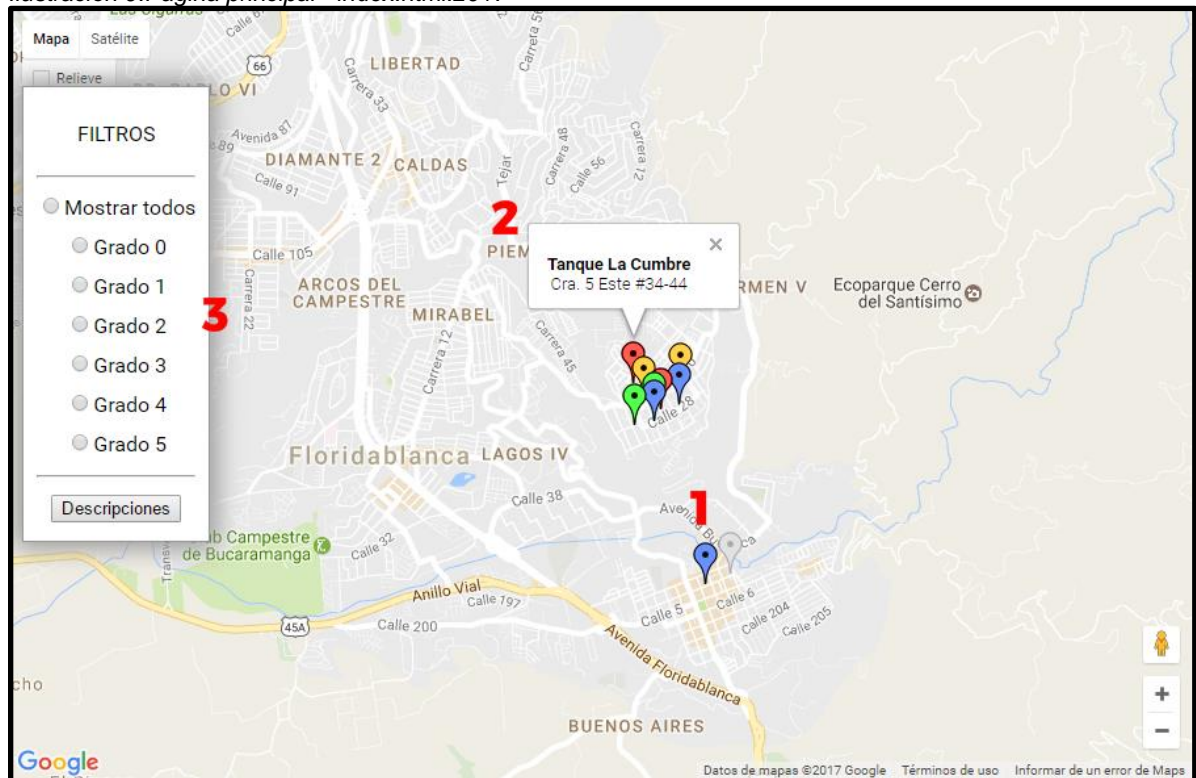 Mapa Satélite
Relieve
FILTROS
Mostrar todos
Grado 0
Grado 1
Grado 2
Grado 3
Grado 4
Grado 5
Descripciones
66
LIBERTAD
Carrera 33
Avenida 87
Calle 91
DIAMANTE 2
CALDAS
Tejar
Carrera 48
Calle 56
Carrera 12
Calle 105
Carrera 22
ARCOS DEL
CAMPESTRE
MIRABEL
Carrera 12
Carrera 45
2
3
Tanque La Cumbre
Cra. 5 Este #34-44
Ecoparque Cerro
del Santísimo
Calle 28
Floridablanca
LAGOS IV
Calle 38
1
Campestre
de Bucaramanga
Calle 32
Anillo Vial
Calle 197
45A
Calle 200
Calle 5
Calle 6
Calle 204
Calle 205
Avenida Floridablanca
BUENOS AIRES
+
−
Google
Datos de mapas ©2017 Google Términos de uso Informar de un error de Maps